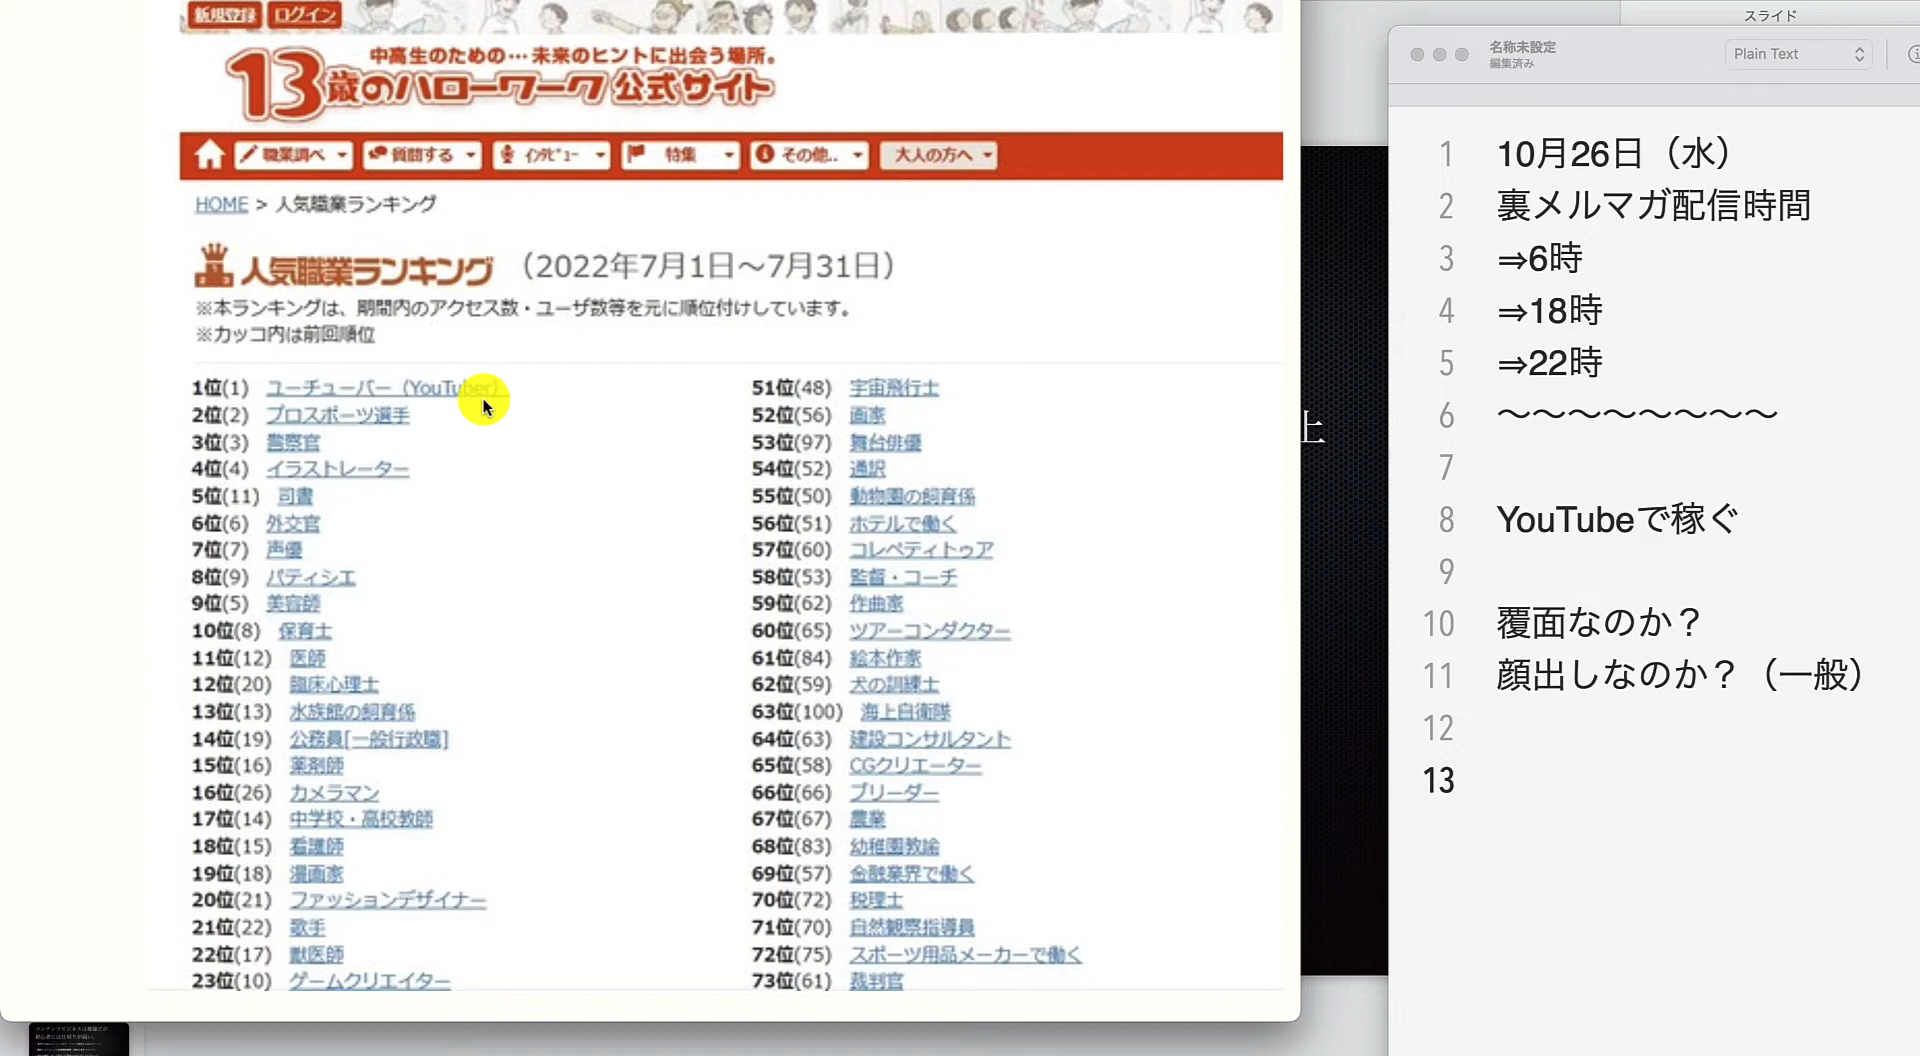 新規登録 ログイン
中高生のための…未来のヒントに出会う場所。
13歳のハローワーク 公式サイト
職業調べ 質問する ｲﾝﾀﾋﾞｭｰ 特集 その他.. 大人の方へ
HOME > 人気職業ランキング
人気職業ランキング （2022年7月1日～7月31日）
※本ランキングは、期間内のアクセス数・ユーザ数等を元に順位付けしています。
※カッコ内は前回順位
1位(1) ユーチューバー（YouTuber）
2位(2) プロスポーツ選手
3位(3) 警察官
4位(4) イラストレーター
5位(11) 司書
6位(6) 外交官
7位(7) 声優
8位(9) パティシエ
9位(5) 美容師
10位(8) 保育士
11位(12) 医師
12位(20) 臨床心理士
13位(13) 水族館の飼育係
14位(19) 公務員[一般行政職]
15位(16) 薬剤師
16位(26) カメラマン
17位(14) 中学校・高校教師
18位(15) 看護師
19位(18) 漫画家
20位(21) ファッションデザイナー
21位(22) 歌手
22位(17) 獣医師
23位(10) ゲームクリエイター
51位(48) 宇宙飛行士
52位(56) 画家
53位(97) 舞台俳優
54位(52) 通訳
55位(50) 動物園の飼育係
56位(51) ホテルで働く
57位(60) コレペティトゥア
58位(53) 監督・コーチ
59位(62) 作曲家
60位(65) ツアーコンダクター
61位(84) 絵本作家
62位(59) 犬の訓練士
63位(100) 海上自衛隊
64位(63) 建設コンサルタント
65位(58) CGクリエーター
66位(66) ブリーダー
67位(67) 農業
68位(83) 幼稚園教諭
69位(57) 金融業界で働く
70位(72) 税理士
71位(70) 自然観察指導員
72位(75) スポーツ用品メーカーで働く
73位(61) 裁判官
上
スライド
名称未設定
編集済み
Plain Text
1 10月26日（水）
2 裏メルマガ配信時間
3 ⇒6時
4 ⇒18時
5 ⇒22時
6 〜〜〜〜〜〜〜〜
7
8 YouTubeで稼ぐ
9
10 覆面なのか？
11 顔出しなのか？（一般）
12
13